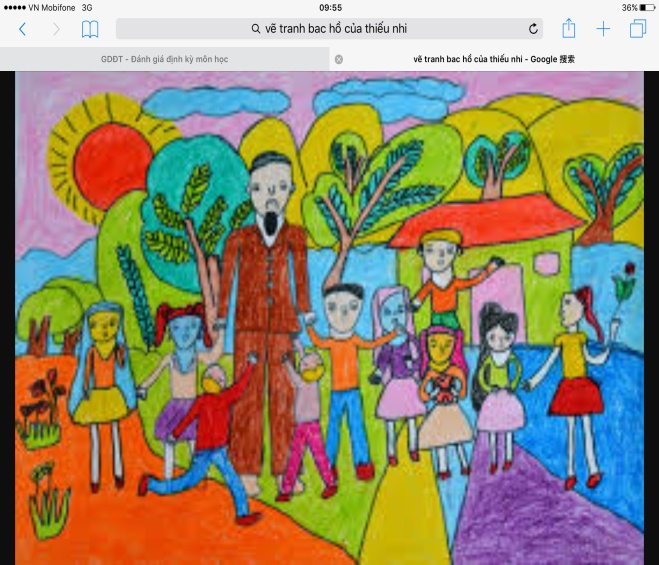 VN Mobifone 3G 09:55 36%
vẽ tranh bac hồ của thiếu nhi
GDĐT - Đánh giá định kỳ môn học
vẽ tranh bac hồ của thiếu nhi - Google 搜索